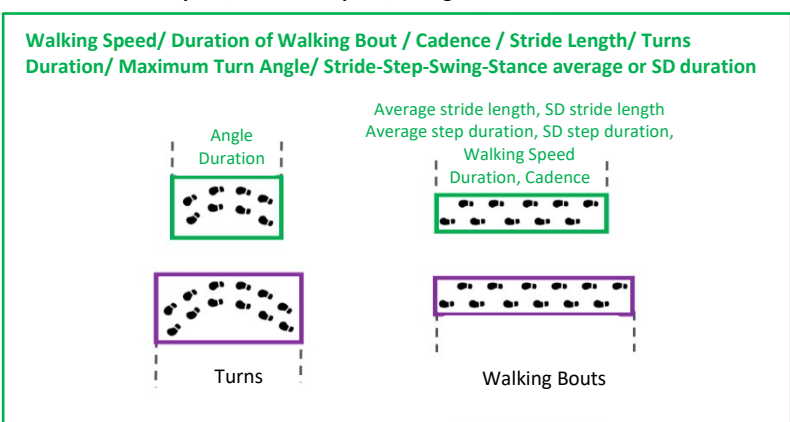 Walking Speed/ Duration of Walking Bout / Cadence / Stride Length/ Turns
Duration/ Maximum Turn Angle/ Stride-Step-Swing-Stance average or SD duration
Angle
Duration
Average stride length, SD stride length
Average step duration, SD step duration,
Walking Speed
Duration, Cadence
Turns
Walking Bouts